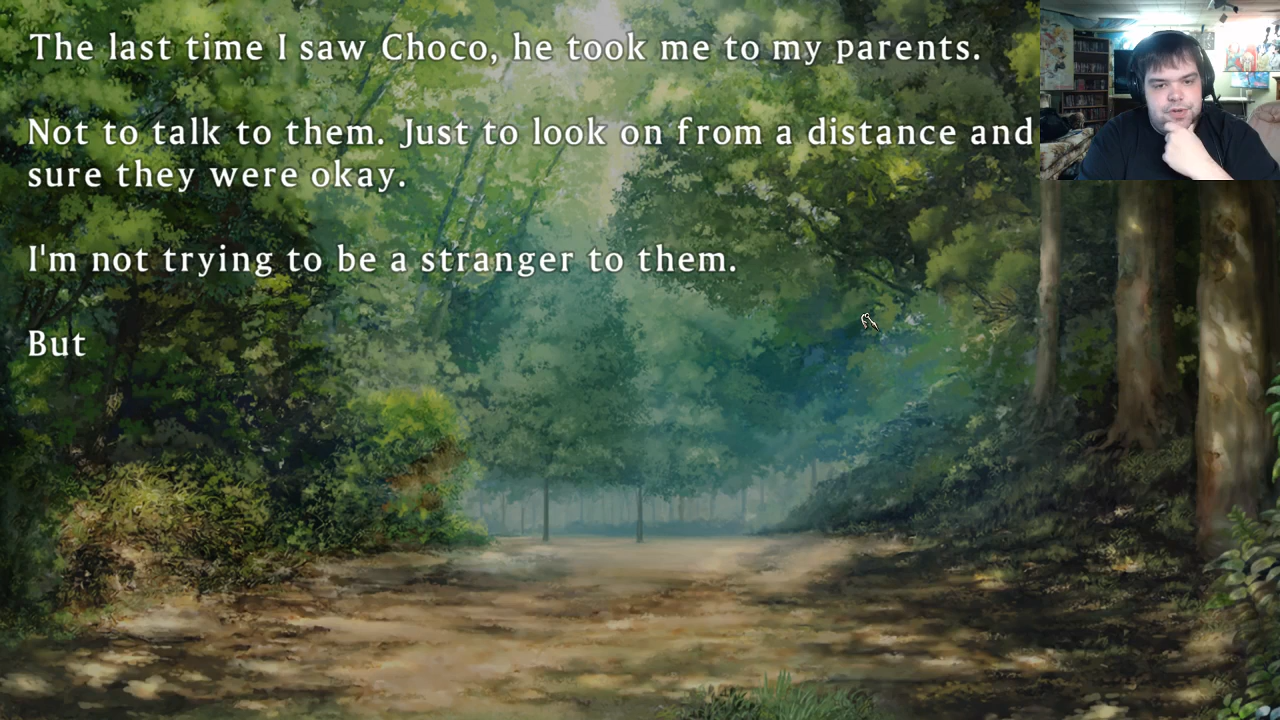 The last time I saw Choco, he took me to my parents.
Not to talk to them. Just to look on from a distance and
sure they were okay.
I'm not trying to be a stranger to them.
But